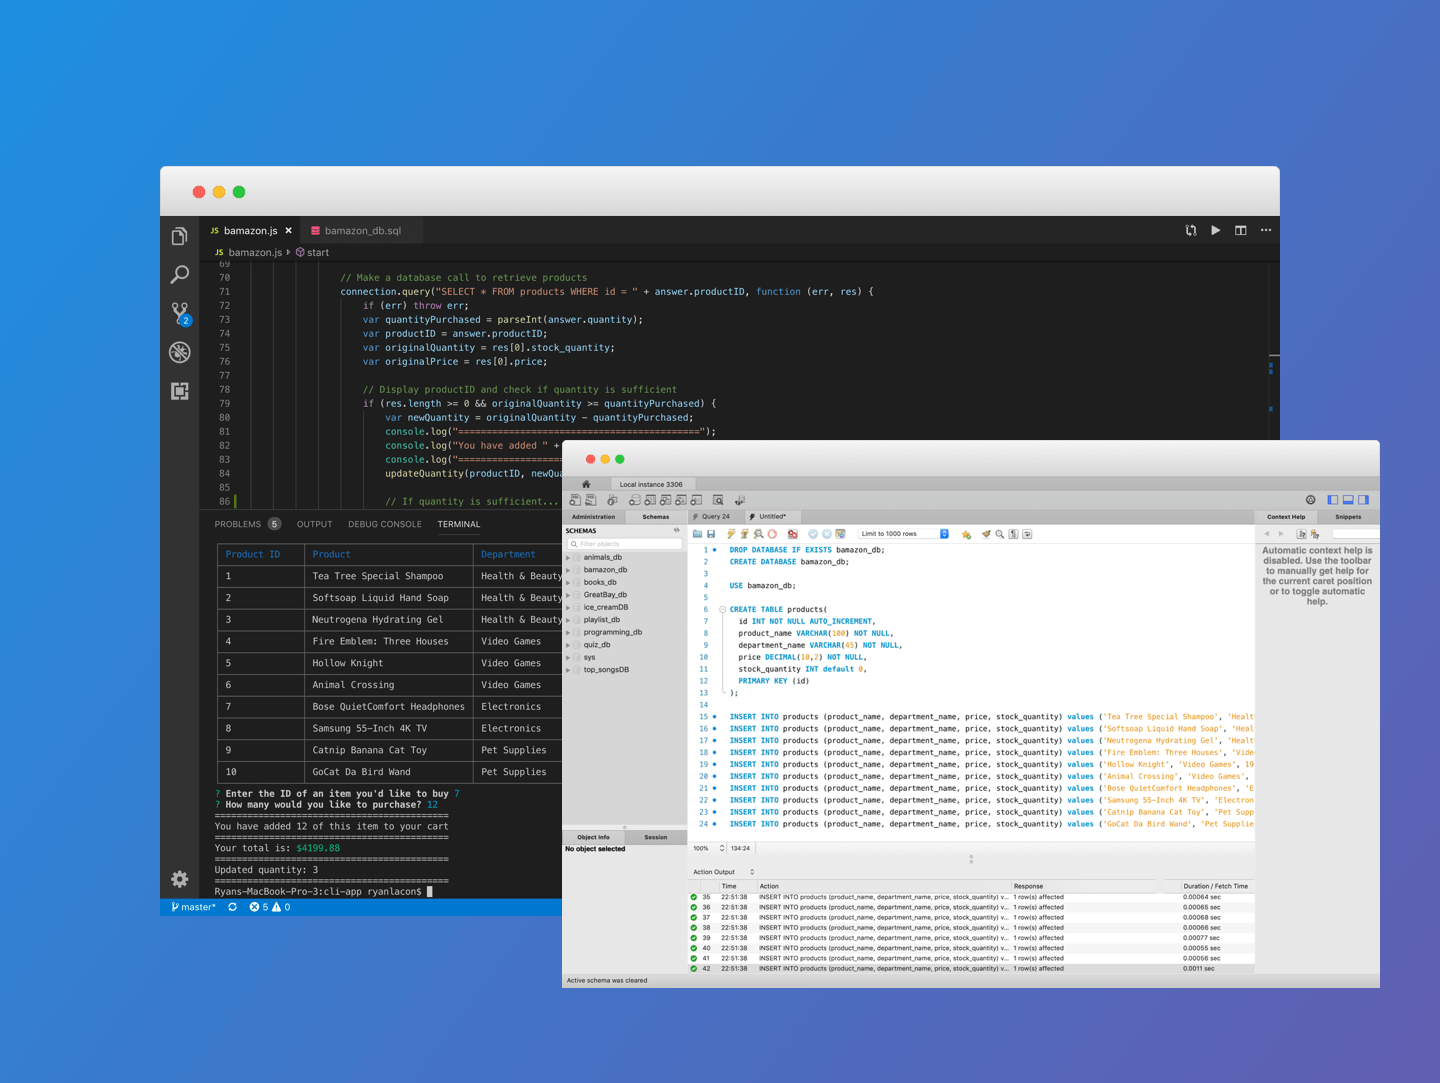 JS bamazon.js ×
bamazon_db.sql
JS bamazon.js start
69
70 // Make a database call to retrieve products
71 connection.query("SELECT * FROM products WHERE id = " + answer.productID, function (err, res) {
72 if (err) throw err;
73 var quantityPurchased = parseInt(answer.quantity);
74 var productID = answer.productID;
75 var originalQuantity = res[0].stock_quantity;
76 var originalPrice = res[0].price;
77
78 // Display productID and check if quantity is sufficient
79 if (res.length >= 0 && originalQuantity >= quantityPurchased) {
80 var newQuantity = originalQuantity - quantityPurchased;
81 console.log("===========================================");
82 console.log("You have added " +
83 console.log("===================
84 updateQuantity(productID, newQua
85
86 // If quantity is sufficient...
2
PROBLEMS 5 OUTPUT DEBUG CONSOLE TERMINAL
Product ID Product Department
1 Tea Tree Special Shampoo Health & Beauty
2 Softsoap Liquid Hand Soap Health & Beauty
3 Neutrogena Hydrating Gel Health & Beauty
4 Fire Emblem: Three Houses Video Games
5 Hollow Knight Video Games
6 Animal Crossing Video Games
7 Bose QuietComfort Headphones Electronics
8 Samsung 55-Inch 4K TV Electronics
9 Catnip Banana Cat Toy Pet Supplies
10 GoCat Da Bird Wand Pet Supplies
? Enter the ID of an item you'd like to buy 7
? How many would you like to purchase? 12
=========================================
You have added 12 of this item to your cart
=========================================
Your total is: $4199.88
=========================================
Updated quantity: 3
=========================================
Ryans-MacBook-Pro-3:cli-app ryanlacon$
master* 5 0
Local instance 3306
Administration Schemas
Query 24 Untitled*
Context Help Snippets
SCHEMAS
Filter objects
animals_db
bamazon_db
books_db
GreatBay_db
ice_creamDB
playlist_db
programming_db
quiz_db
sys
top_songsDB
Object Info Session
No object selected
Limit to 1000 rows
1 DROP DATABASE IF EXISTS bamazon_db;
2 CREATE DATABASE bamazon_db;
3
4 USE bamazon_db;
5
6 CREATE TABLE products(
7 id INT NOT NULL AUTO_INCREMENT,
8 product_name VARCHAR(100) NOT NULL,
9 department_name VARCHAR(45) NOT NULL,
10 price DECIMAL(10,2) NOT NULL,
11 stock_quantity INT default 0,
12 PRIMARY KEY (id)
13 );
14
15 INSERT INTO products (product_name, department_name, price, stock_quantity) values ('Tea Tree Special Shampoo', 'Healt
16 INSERT INTO products (product_name, department_name, price, stock_quantity) values ('Softsoap Liquid Hand Soap', 'Heal
17 INSERT INTO products (product_name, department_name, price, stock_quantity) values ('Neutrogena Hydrating Gel', 'Healt
18 INSERT INTO products (product_name, department_name, price, stock_quantity) values ('Fire Emblem: Three Houses', 'Vide
19 INSERT INTO products (product_name, department_name, price, stock_quantity) values ('Hollow Knight', 'Video Games', 19
20 INSERT INTO products (product_name, department_name, price, stock_quantity) values ('Animal Crossing', 'Video Games',
21 INSERT INTO products (product_name, department_name, price, stock_quantity) values ('Bose QuietComfort Headphones', 'E
22 INSERT INTO products (product_name, department_name, price, stock_quantity) values ('Samsung 55-Inch 4K TV', 'Electron
23 INSERT INTO products (product_name, department_name, price, stock_quantity) values ('Catnip Banana Cat Toy', 'Pet Supp
24 INSERT INTO products (product_name, department_name, price, stock_quantity) values ('GoCat Da Bird Wand', 'Pet Supplie
Automatic context help is
disabled. Use the toolbar
to manually get help for
the current caret position
or to toggle automatic
help.
100% 134:24
Action Output
Time Action Response Duration / Fetch Time
35 22:51:38 INSERT INTO products (product_name, department_name, price, stock_quantity) v... 1 row(s) affected 0.00064 sec
36 22:51:38 INSERT INTO products (product_name, department_name, price, stock_quantity) v... 1 row(s) affected 0.00065 sec
37 22:51:38 INSERT INTO products (product_name, department_name, price, stock_quantity) v... 1 row(s) affected 0.00068 sec
38 22:51:38 INSERT INTO products (product_name, department_name, price, stock_quantity) v... 1 row(s) affected 0.00066 sec
39 22:51:38 INSERT INTO products (product_name, department_name, price, stock_quantity) v... 1 row(s) affected 0.00077 sec
40 22:51:38 INSERT INTO products (product_name, department_name, price, stock_quantity) v... 1 row(s) affected 0.00055 sec
41 22:51:38 INSERT INTO products (product_name, department_name, price, stock_quantity) v... 1 row(s) affected 0.00056 sec
42 22:51:38 INSERT INTO products (product_name, department_name, price, stock_quantity) v... 1 row(s) affected 0.0011 sec
Active schema was cleared